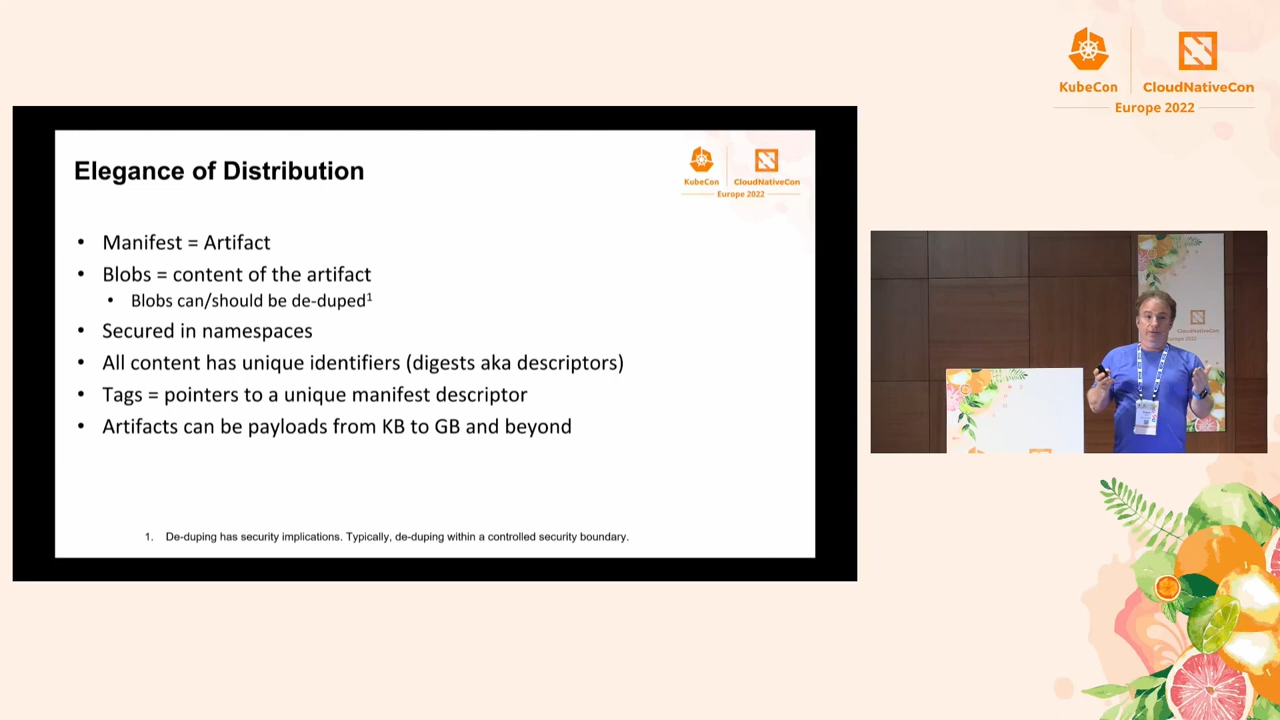 KubeCon
CloudNativeCon
Europe 2022
Elegance of Distribution
KubeCon
CloudNativeCon
Europe 2022
• Manifest = Artifact
• Blobs = content of the artifact
• Blobs can/should be de-duped¹
• Secured in namespaces
• All content has unique identifiers (digests aka descriptors)
• Tags = pointers to a unique manifest descriptor
• Artifacts can be payloads from KB to GB and beyond
1. De-duping has security implications. Typically, de-duping within a controlled security boundary.
CloudNativeCon
Europe 2022